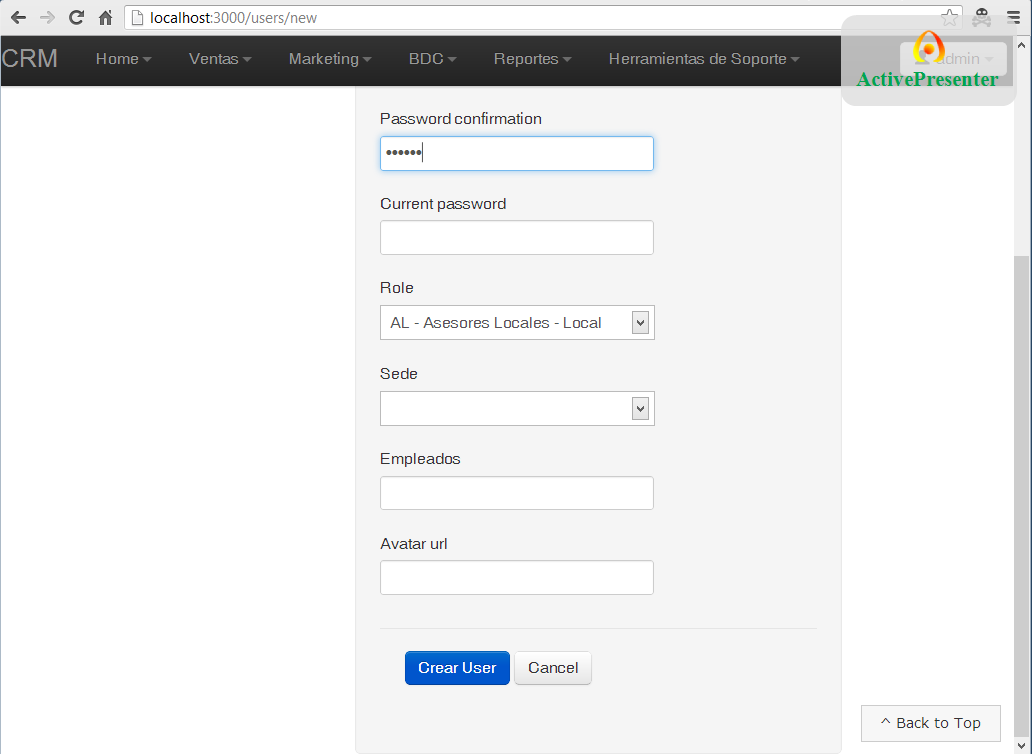 localhost:3000/users/new
CRM Home Ventas Marketing BDC Reportes Herramientas de Soporte admin
ActivePresenter
Password confirmation
••••••
Current password
Role
AL - Asesores Locales - Local
Sede
Empleados
Avatar url
Crear User Cancel
^ Back to Top